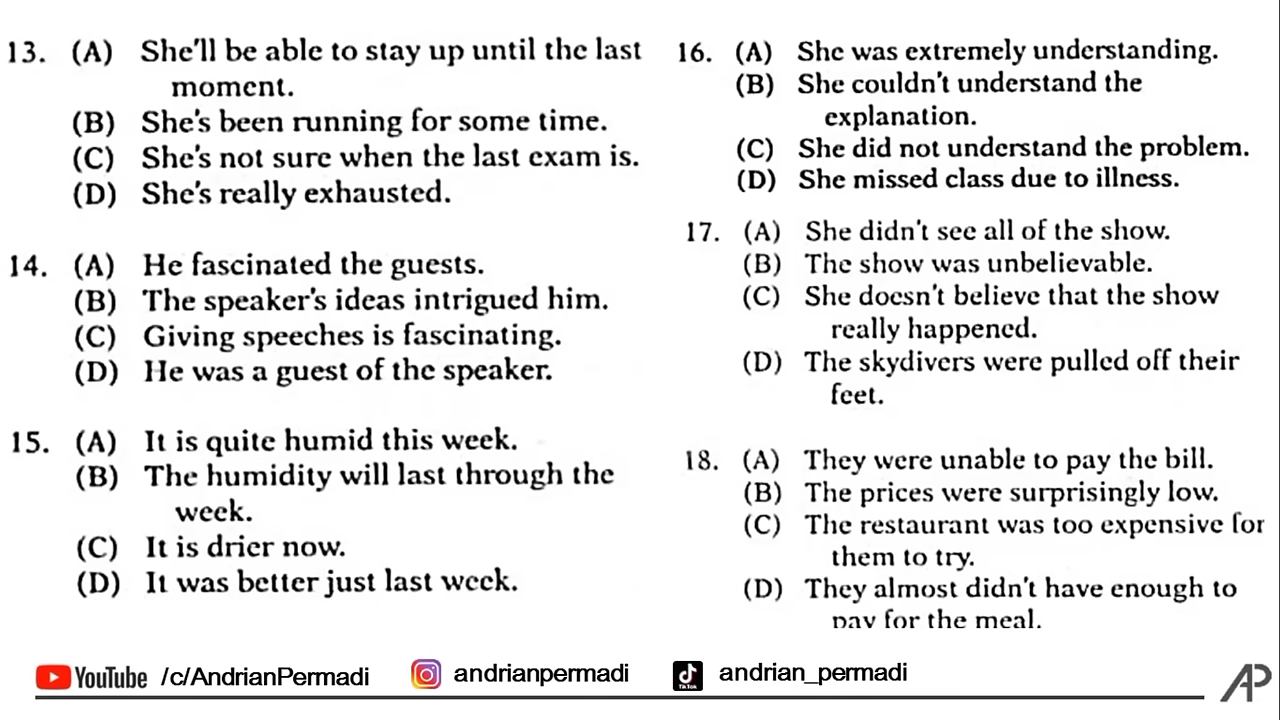 13. (A) She'll be able to stay up until the last
moment.
(B) She's been running for some time.
(C) She's not sure when the last exam is.
(D) She's really exhausted.
14. (A) He fascinated the guests.
(B) The speaker's ideas intrigued him.
(C) Giving speeches is fascinating.
(D) He was a guest of the speaker.
15. (A) It is quite humid this week.
(B) The humidity will last through the
week.
(C) It is drier now.
(D) It was better just last week.
16. (A) She was extremely understanding.
(B) She couldn't understand the
explanation.
(C) She did not understand the problem.
(D) She missed class due to illness.
17. (A) She didn't see all of the show.
(B) The show was unbelievable.
(C) She doesn't believe that the show
really happened.
(D) The skydivers were pulled off their
feet.
18. (A) They were unable to pay the bill.
(B) The prices were surprisingly low.
(C) The restaurant was too expensive for
them to try.
(D) They almost didn't have enough to
pay for the meal.
YouTube /c/AndrianPermadi
andrianpermadi
TikTok andrian_permadi
AP